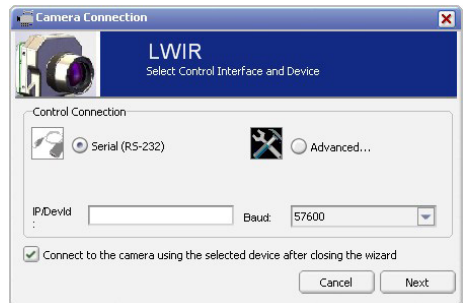 Camera Connection
LWIR
Select Control Interface and Device
Control Connection
Serial (RS-232)
Advanced...
IP/DevId
:
Baud:
57600
Connect to the camera using the selected device after closing the wizard
Cancel
Next